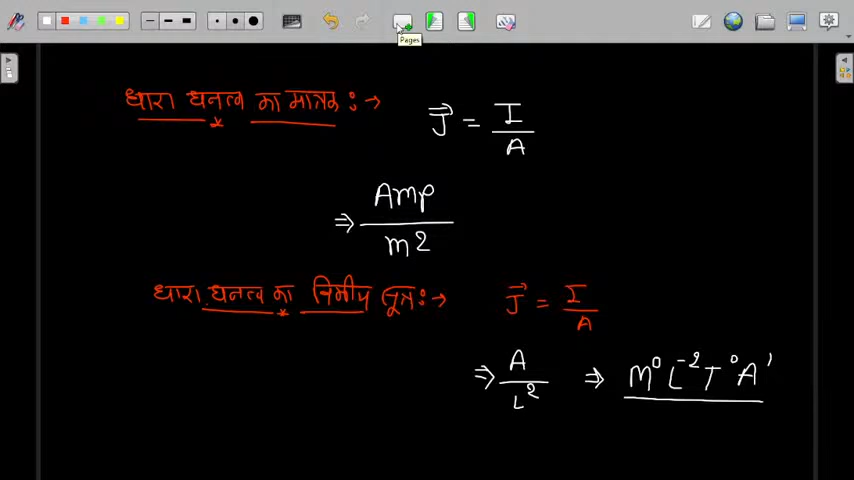 Pages
धारा घनत्व का मात्रक :→ J⃗ = I/A
⇒ Amp/m2
धारा घनत्व का विमीय सूत्र :→ J⃗ = I/A
⇒ A/L² ⇒ M⁰L⁻²T⁰A¹